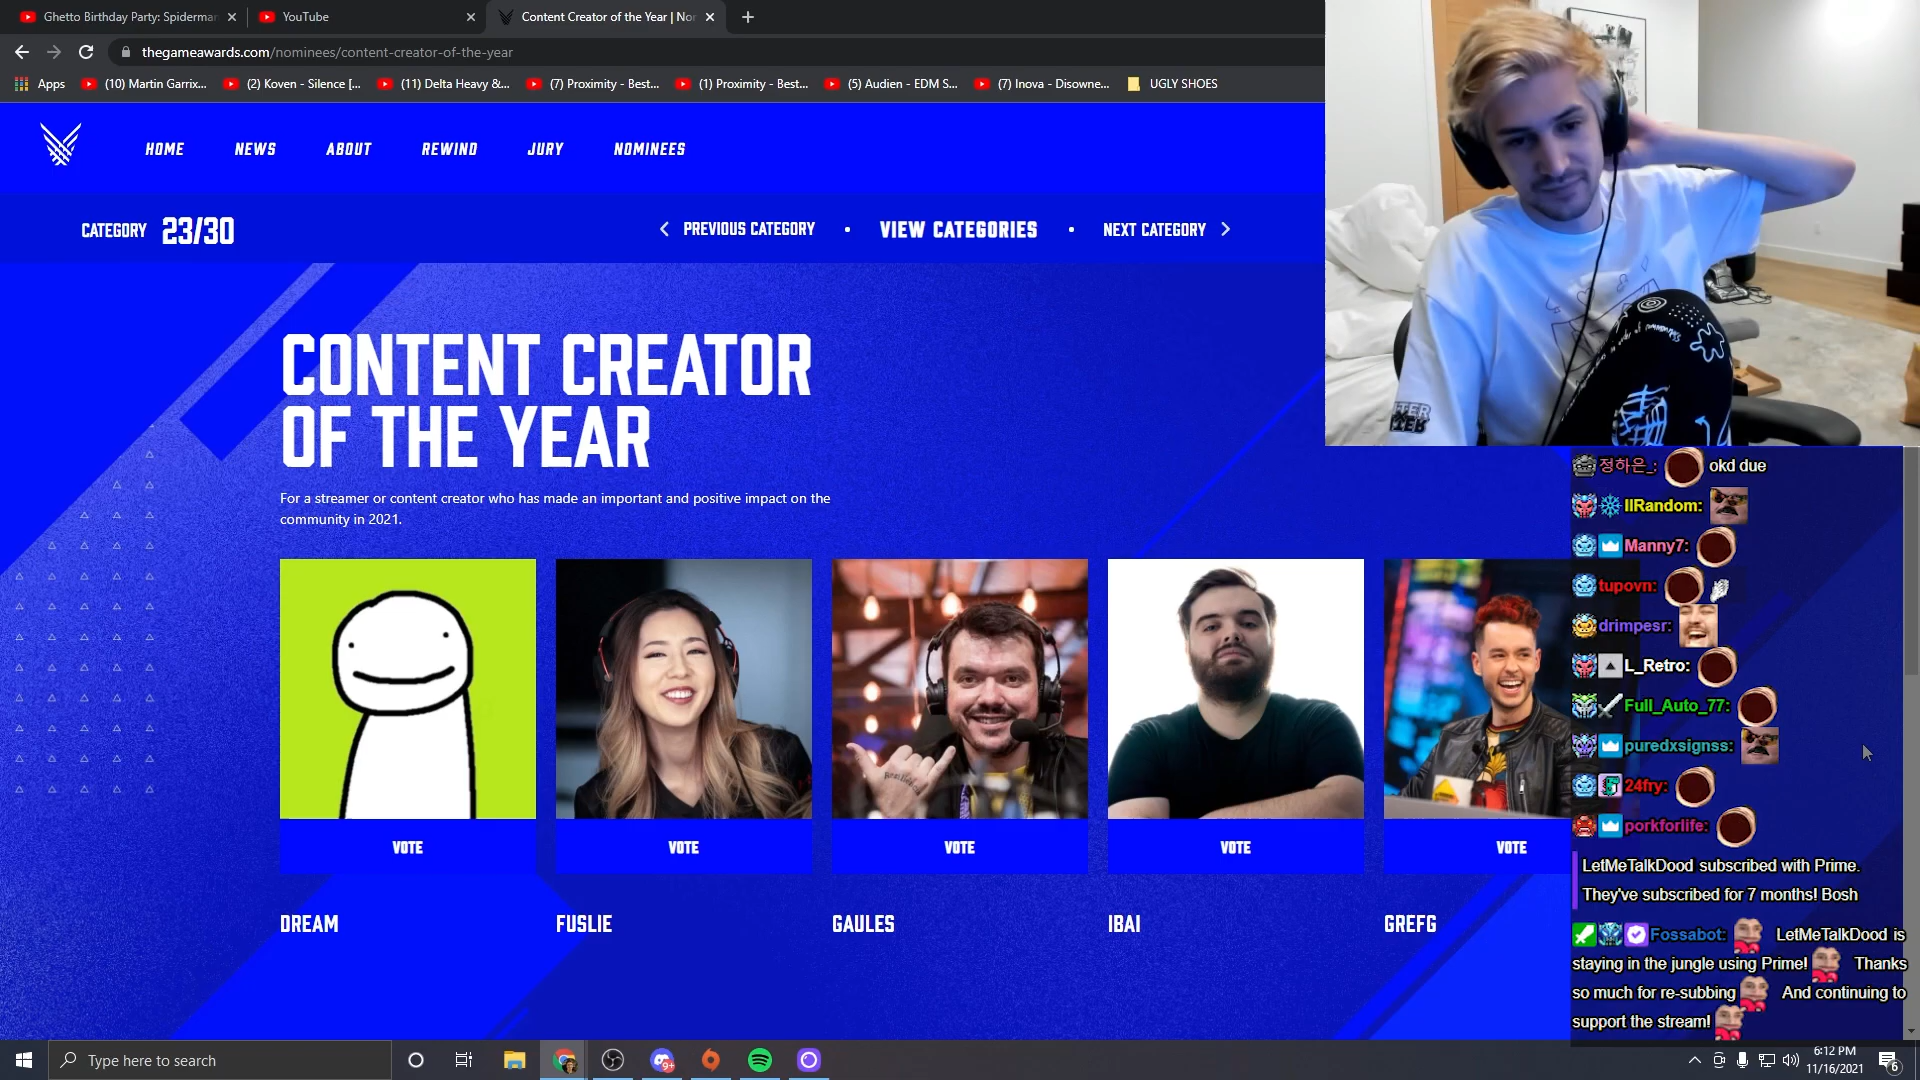 Ghetto Birthday Party: Spiderma
YouTube
Content Creator of the Year | Nor
thegameawards.com/nominees/content-creator-of-the-year
Apps
(10) Martin Garrix...
(2) Koven - Silence [...
(11) Delta Heavy &...
(7) Proximity - Best...
(1) Proximity - Best...
(5) Audien - EDM S...
(7) Inova - Disowne...
UGLY SHOES
HOME
NEWS
ABOUT
REWIND
JURY
NOMINEES
CATEGORY 23/30
PREVIOUS CATEGORY
VIEW CATEGORIES
NEXT CATEGORY
CONTENT CREATOR
OF THE YEAR
For a streamer or content creator who has made an important and positive impact on the
community in 2021.
VOTE
VOTE
VOTE
VOTE
VOTE
DREAM
FUSLIE
GAULES
IBAI
GREFG
정하은_: okd due
IIRandom:
Manny7:
tupovn:
drimpesr:
L_Retro:
Full_Auto_77:
puredxsignss:
24fry:
porkforlife:
LetMeTalkDood subscribed with Prime.
They've subscribed for 7 months! Bosh
Fossabot: LetMeTalkDood is
staying in the jungle using Prime! Thanks
so much for re-subbing And continuing to
support the stream!
Type here to search
9+
6:12 PM
11/16/2021
6